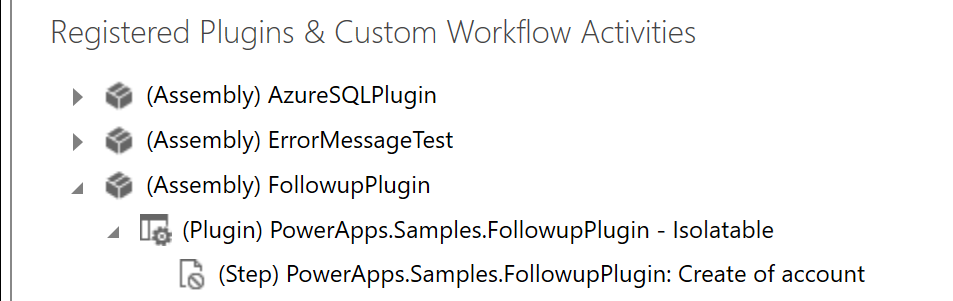 Registered Plugins & Custom Workflow Activities
(Assembly) AzureSQLPlugin
(Assembly) ErrorMessageTest
(Assembly) FollowupPlugin
(Plugin) PowerApps.Samples.FollowupPlugin - Isolatable
(Step) PowerApps.Samples.FollowupPlugin: Create of account